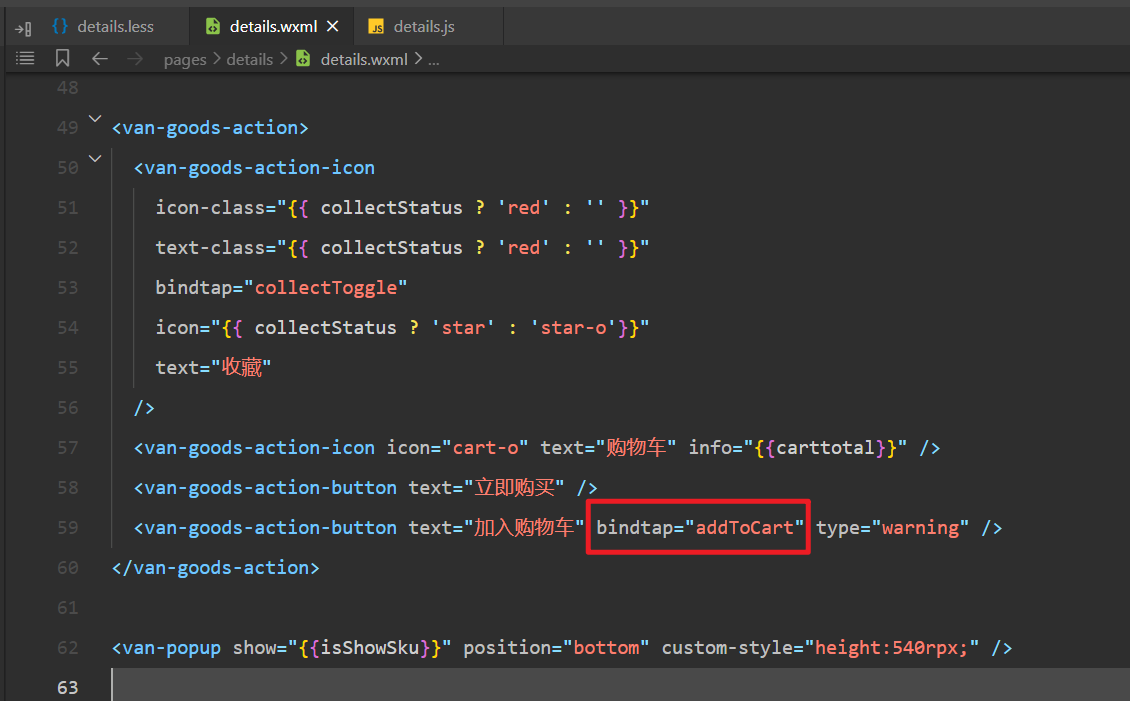 details.less details.wxml details.js
pages > details > details.wxml > ...
48
49 <van-goods-action>
50 <van-goods-action-icon
51 icon-class="{{ collectStatus ? 'red' : '' }}"
52 text-class="{{ collectStatus ? 'red' : '' }}"
53 bindtap="collectToggle"
54 icon="{{ collectStatus ? 'star' : 'star-o'}}"
55 text="收藏"
56 />
57 <van-goods-action-icon icon="cart-o" text="购物车" info="{{carttotal}}" />
58 <van-goods-action-button text="立即购买" />
59 <van-goods-action-button text="加入购物车" bindtap="addToCart" type="warning" />
60 </van-goods-action>
61
62 <van-popup show="{{isShowSku}}" position="bottom" custom-style="height:540rpx;" />
63